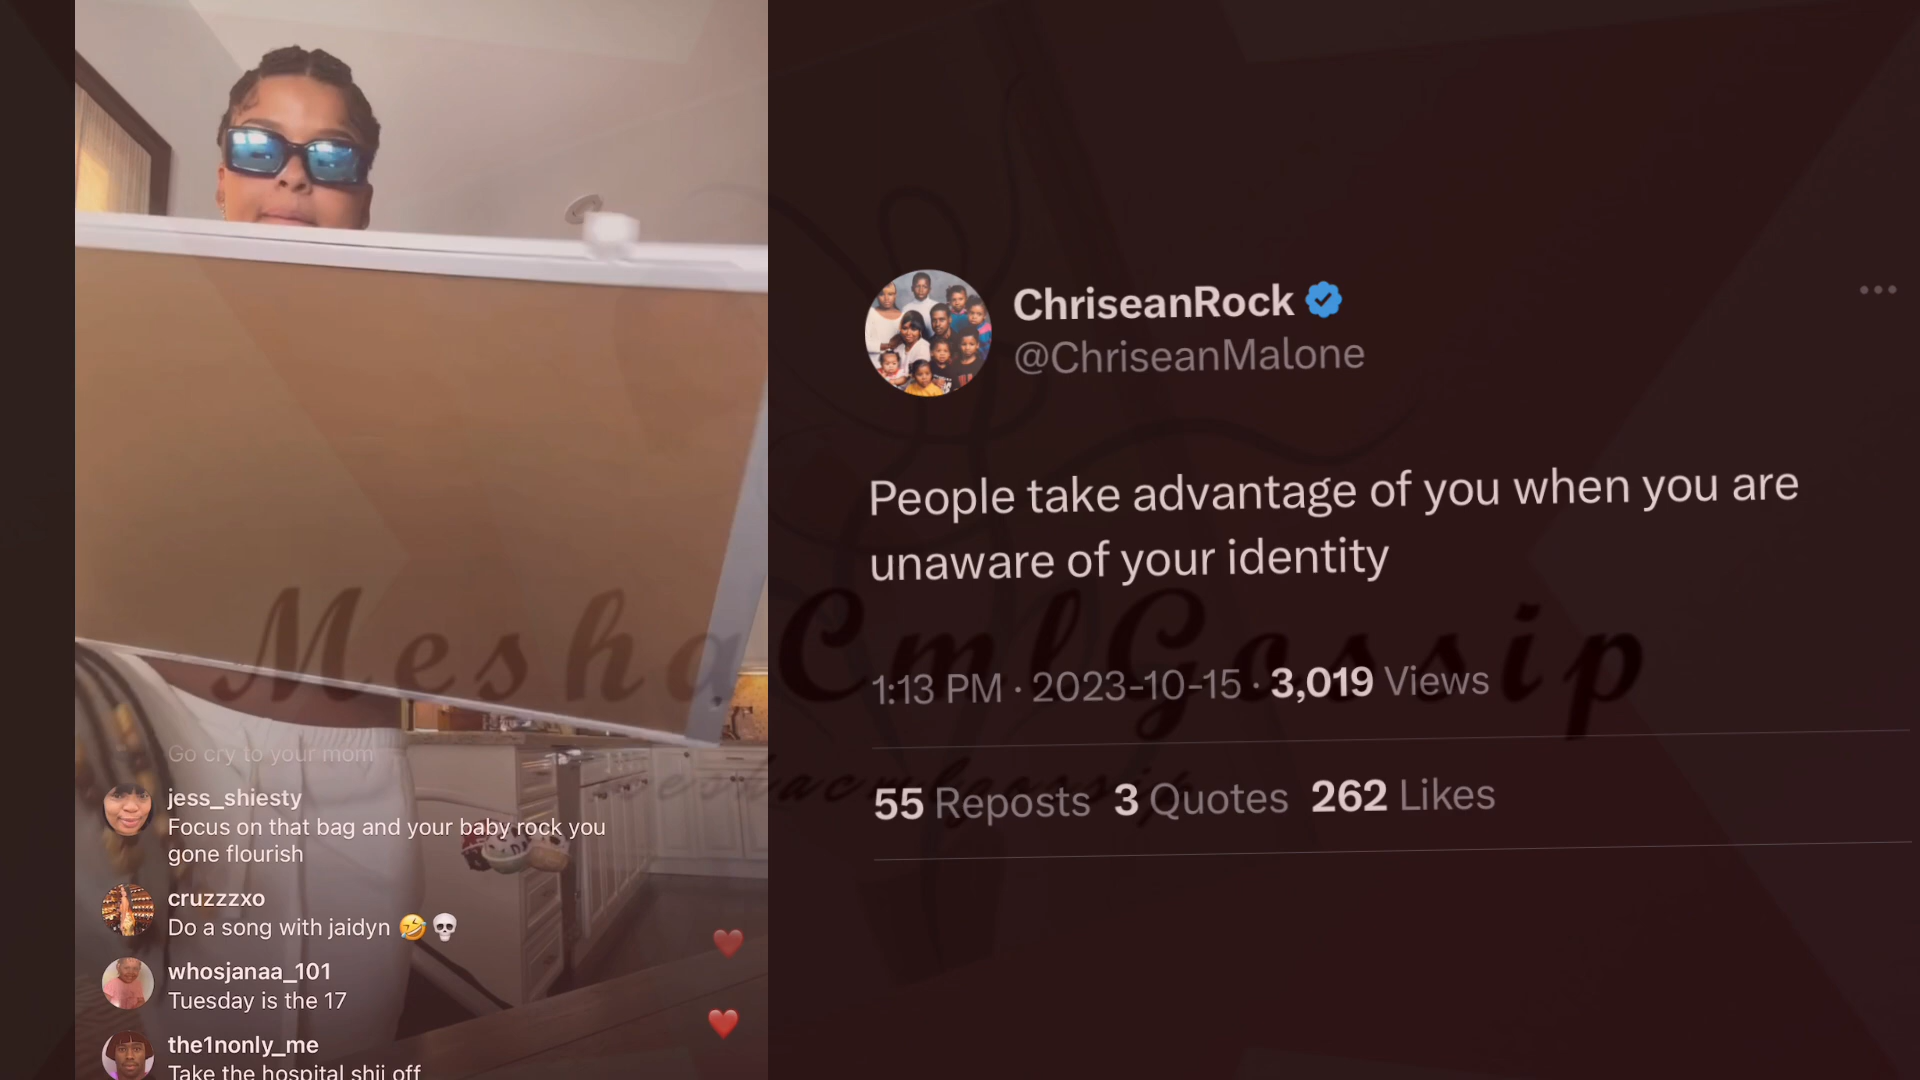 Go cry to your mom
jess_shiesty
Focus on that bag and your baby rock you
gone flourish
cruzzzxo
Do a song with jaidyn 🤣💀
whosjanaa_101
Tuesday is the 17
the1nonly_me
Take the hospital shii off
ChriseanRock
@ChriseanMalone
People take advantage of you when you are
unaware of your identity
1:13 PM · 2023-10-15 · 3,019 Views
55 Reposts 3 Quotes 262 Likes
MeshaCmlGossip